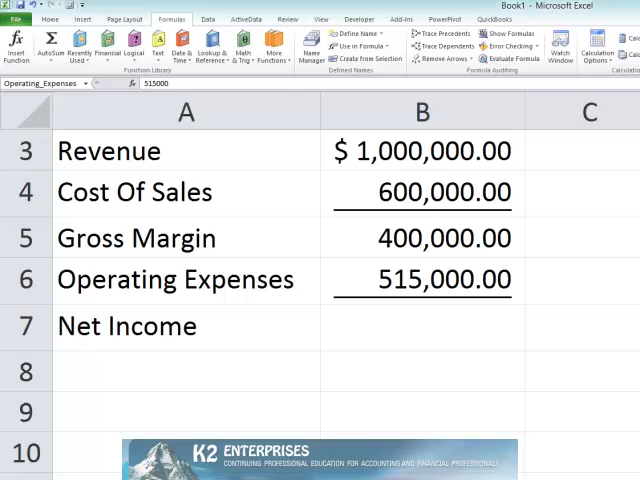 Book1 - Microsoft Excel
File Home Insert Page Layout Formulas Data ActiveData Review View Developer Add-Ins PowerPivot QuickBooks
Insert Function
AutoSum
Recently Used
Financial
Logical
Text
Date & Time
Lookup & Reference
Math & Trig
More Functions
Function Library
Name Manager
Define Name
Use in Formula
Create from Selection
Defined Names
Trace Precedents
Trace Dependents
Remove Arrows
Show Formulas
Error Checking
Evaluate Formula
Formula Auditing
Watch Window
Calculation Options
Calculation
Operating_Expenses fx 515000
A B C
3 Revenue $ 1,000,000.00
4 Cost Of Sales 600,000.00
5 Gross Margin 400,000.00
6 Operating Expenses 515,000.00
7 Net Income
8
9
10
K2 ENTERPRISES
CONTINUING PROFESSIONAL EDUCATION FOR ACCOUNTING AND FINANCIAL PROFESSIONALS